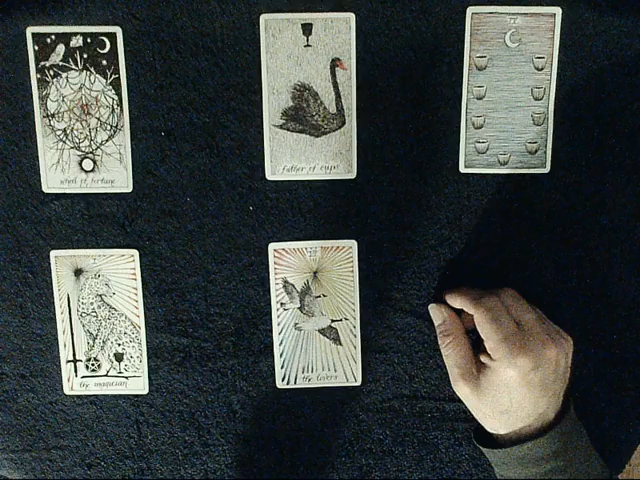 wheel of fortune
father of cups
I
the magician
the lovers